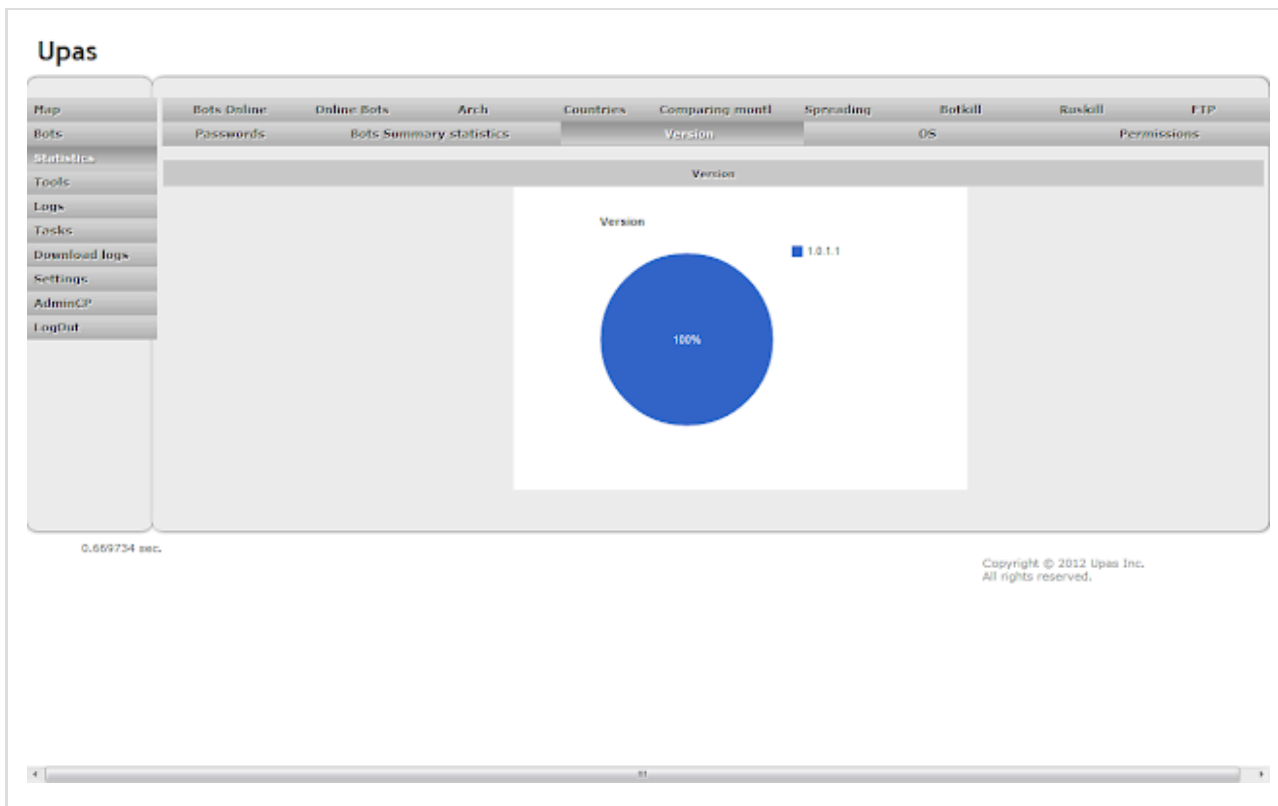 Upas
Map
Bots
Statistics
Tools
Logs
Tasks
Download logs
Settings
AdminCP
LogOut
Bots Online Online Bots Arch Countries Comparing montl Spreading Botkill Ruskill FTP
Passwords Bots Summary statistics Version OS Permissions
Version
Version
1.0.1.1
100%
0.669734 sec.
Copyright © 2012 Upas Inc.
All rights reserved.